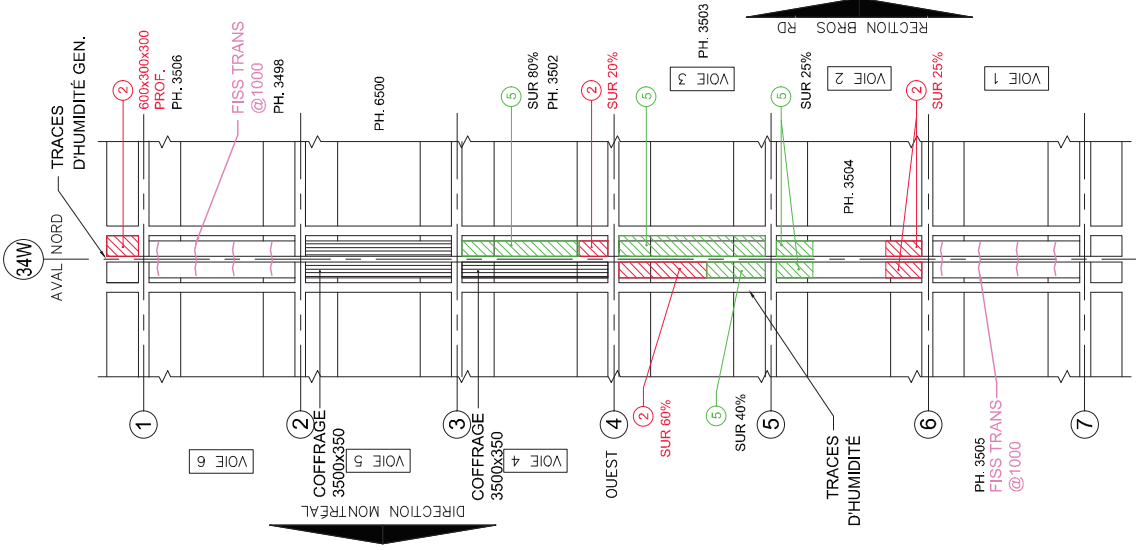 34W
AVAL NORD
TRACES
D'HUMIDITÉ GEN.
2
600x300x300
PROF.
PH. 3506
FISS TRANS
@1000
PH. 3498
PH. 6500
5
SUR 80%
PH. 3502
2
SUR 20%
5
PH. 3503
VOIE 3
RECTION BROS RD
5
SUR 25%
VOIE 2
PH. 3504
2
SUR 25%
VOIE 1
1
2
3
4
5
6
7
VOIE 6
COFFRAGE
3500x350
VOIE 5
COFFRAGE
3500x350
VOIE 4
DIRECTION MONTRÉAL
OUEST
2
SUR 60%
5
SUR 40%
TRACES
D'HUMIDITÉ
PH. 3505
FISS TRANS
@1000